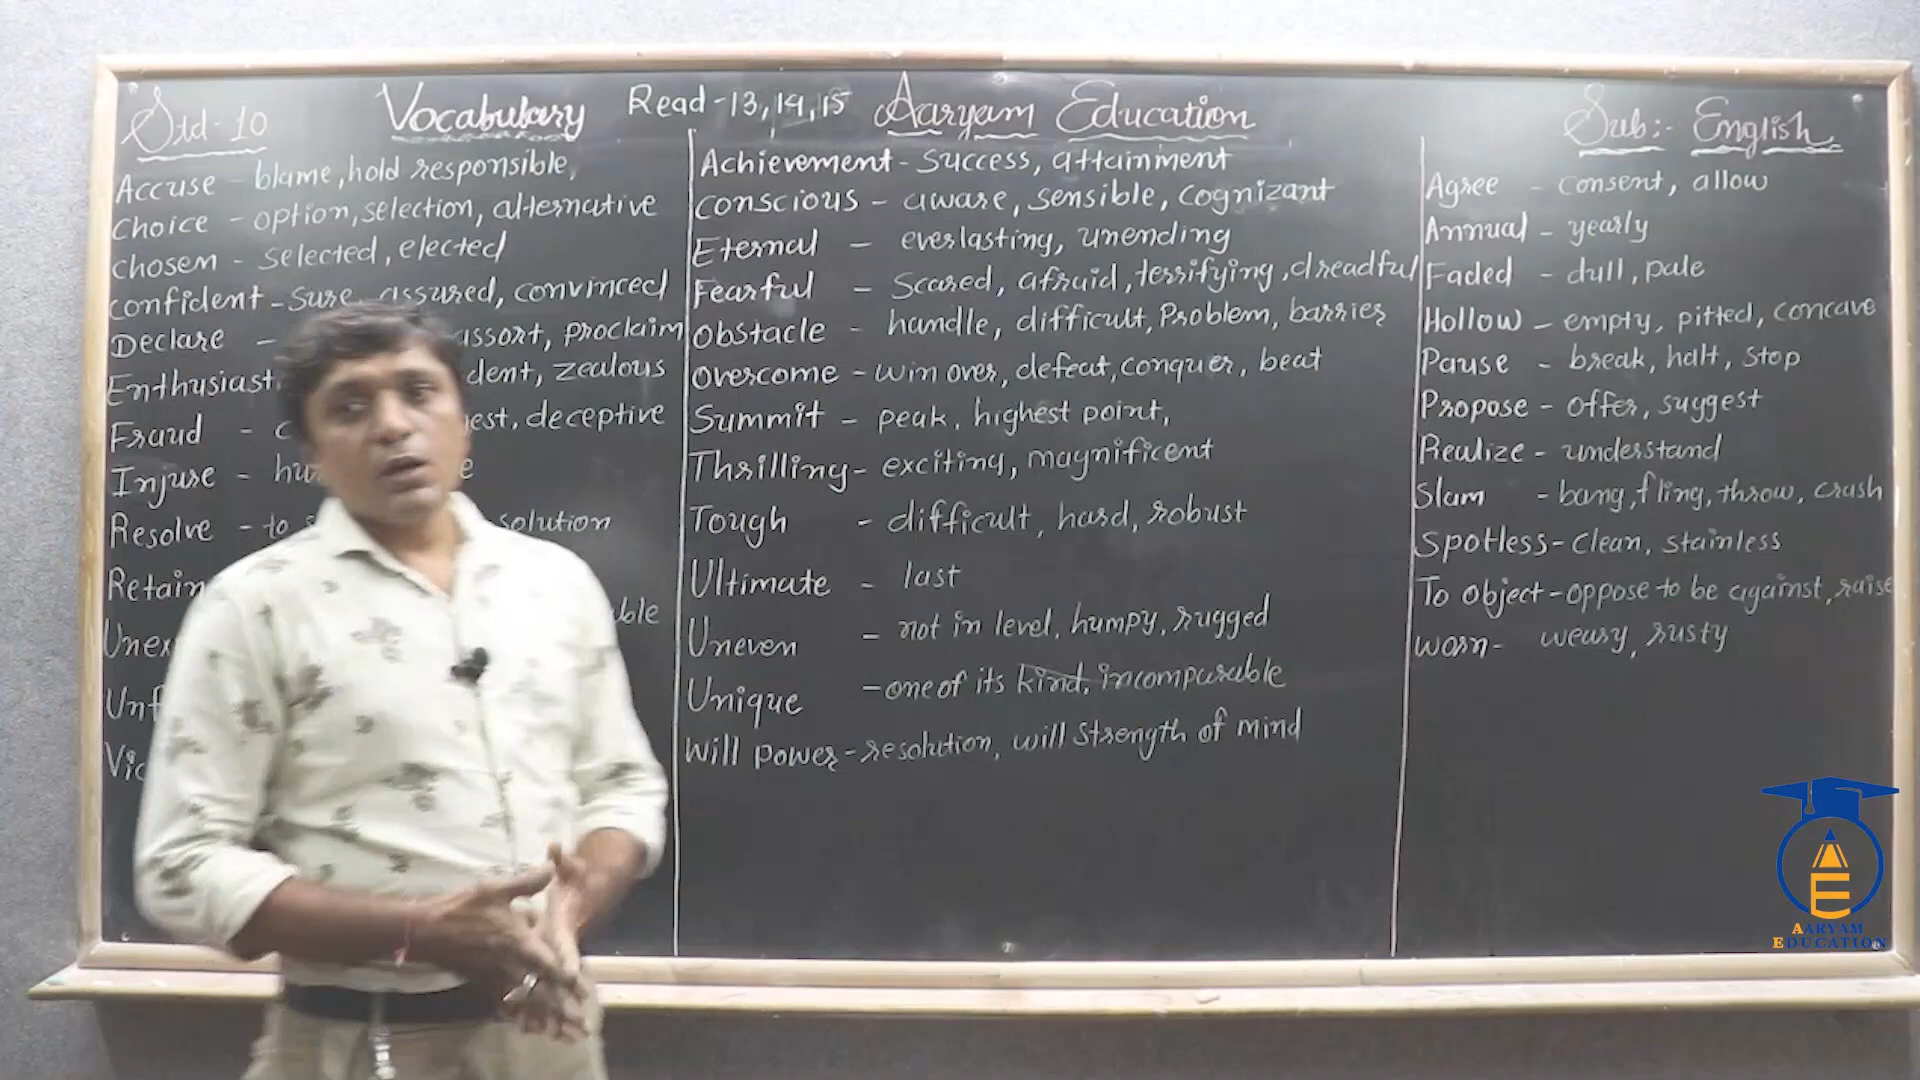 Std- 10
Vocabulary
Read -13,14,15
Aaryam Education
Sub:- English
Accuse - blame, hold responsible,
Choice - option, selection, alternative
Chosen - selected, elected
Confident - sure, assured, convinced
Declare - assort, proclaim
zealous
Fraud - deceptive
Injure -
Resolve - to solution
Retain
Achievement - Success, attainment
Conscious - aware, sensible, cognizant
Eternal - everlasting, unending
Fearful - Scared, afraid, terrifying, dreadful
Obstacle - handle, difficult, Problem, barrier
Overcome - win over, defeat, conquer, beat
Summit - peak, highest point,
Thrilling - exciting, magnificent
Tough - difficult, hard, robust
Ultimate - last
Uneven - not in level, humpy, rugged
Unique - one of its kind, incomparable
Will power - resolution, will strength of mind
Agree - consent, allow
Annual - yearly
Faded - dull, pale
Hollow - empty, pitted, concave
Pause - break, halt, stop
Propose - offer, suggest
Realize - understand
Slam - bang, fling, throw, crash
Spotless - Clean, stainless
To object - oppose to be against, raise
Worn - weary, rusty
AARYAM
EDUCATION